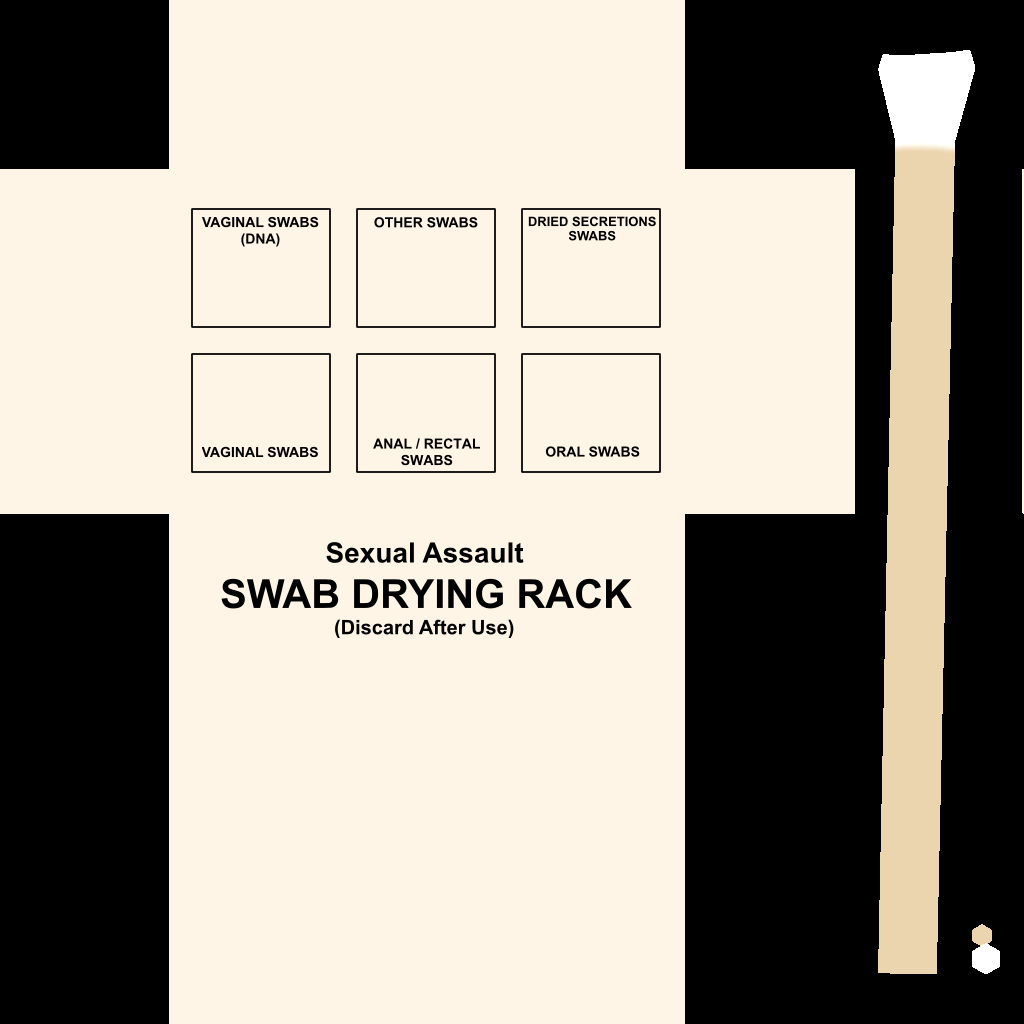 VAGINAL SWABS
(DNA)
OTHER SWABS
DRIED SECRETIONS
SWABS
VAGINAL SWABS
ANAL / RECTAL
SWABS
ORAL SWABS
Sexual Assault
SWAB DRYING RACK
(Discard After Use)